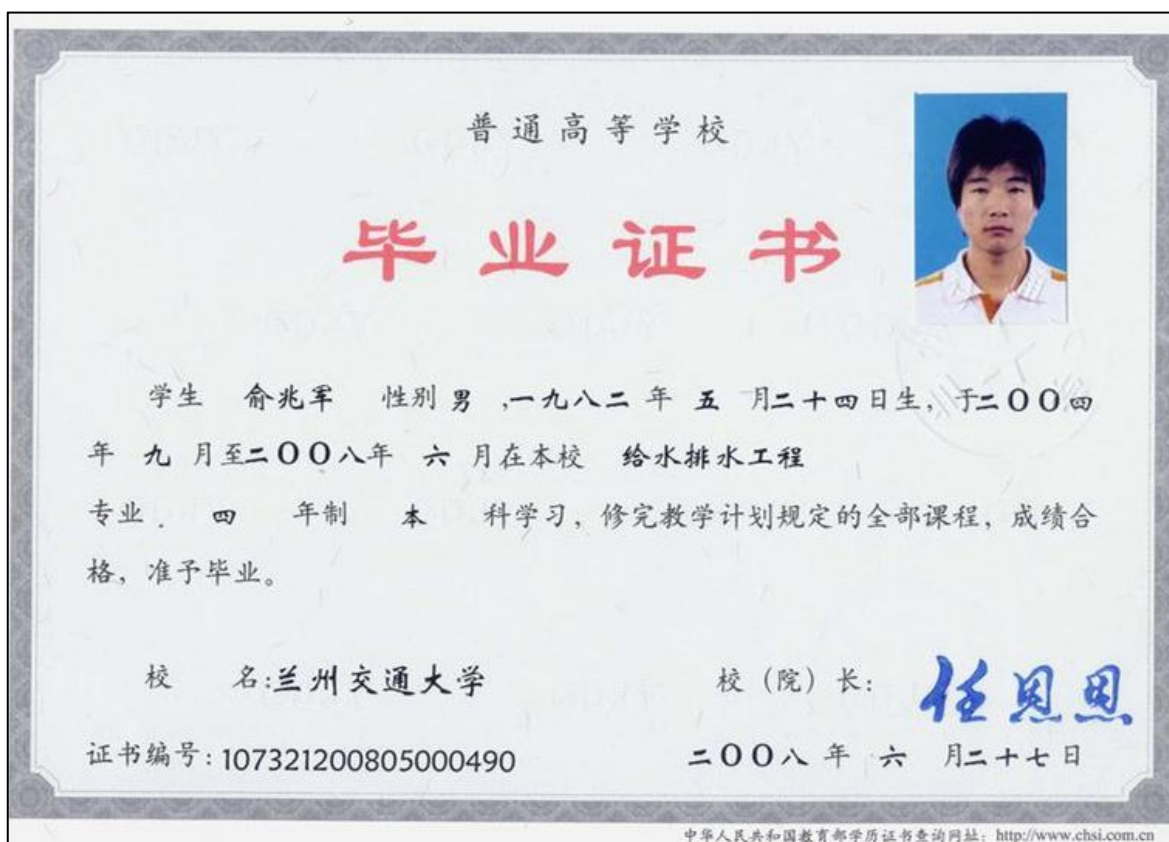 普通高等学校
毕业证书
学生 俞兆军 性别 男 ,一九八二 年 五 月二十四日生，于二〇〇四
年 九 月至二〇〇八年 六 月在本校 给水排水工程
专业. 四 年制 本 科学习，修完教学计划规定的全部课程，成绩合
格，准予毕业。
校 名:兰州交通大学 校（院）长: 任恩恩
证书编号: 107321200805000490 二〇〇八 年 六 月二十七日
中华人民共和国教育部学历证书查询网址: http://www.chsi.com.cn